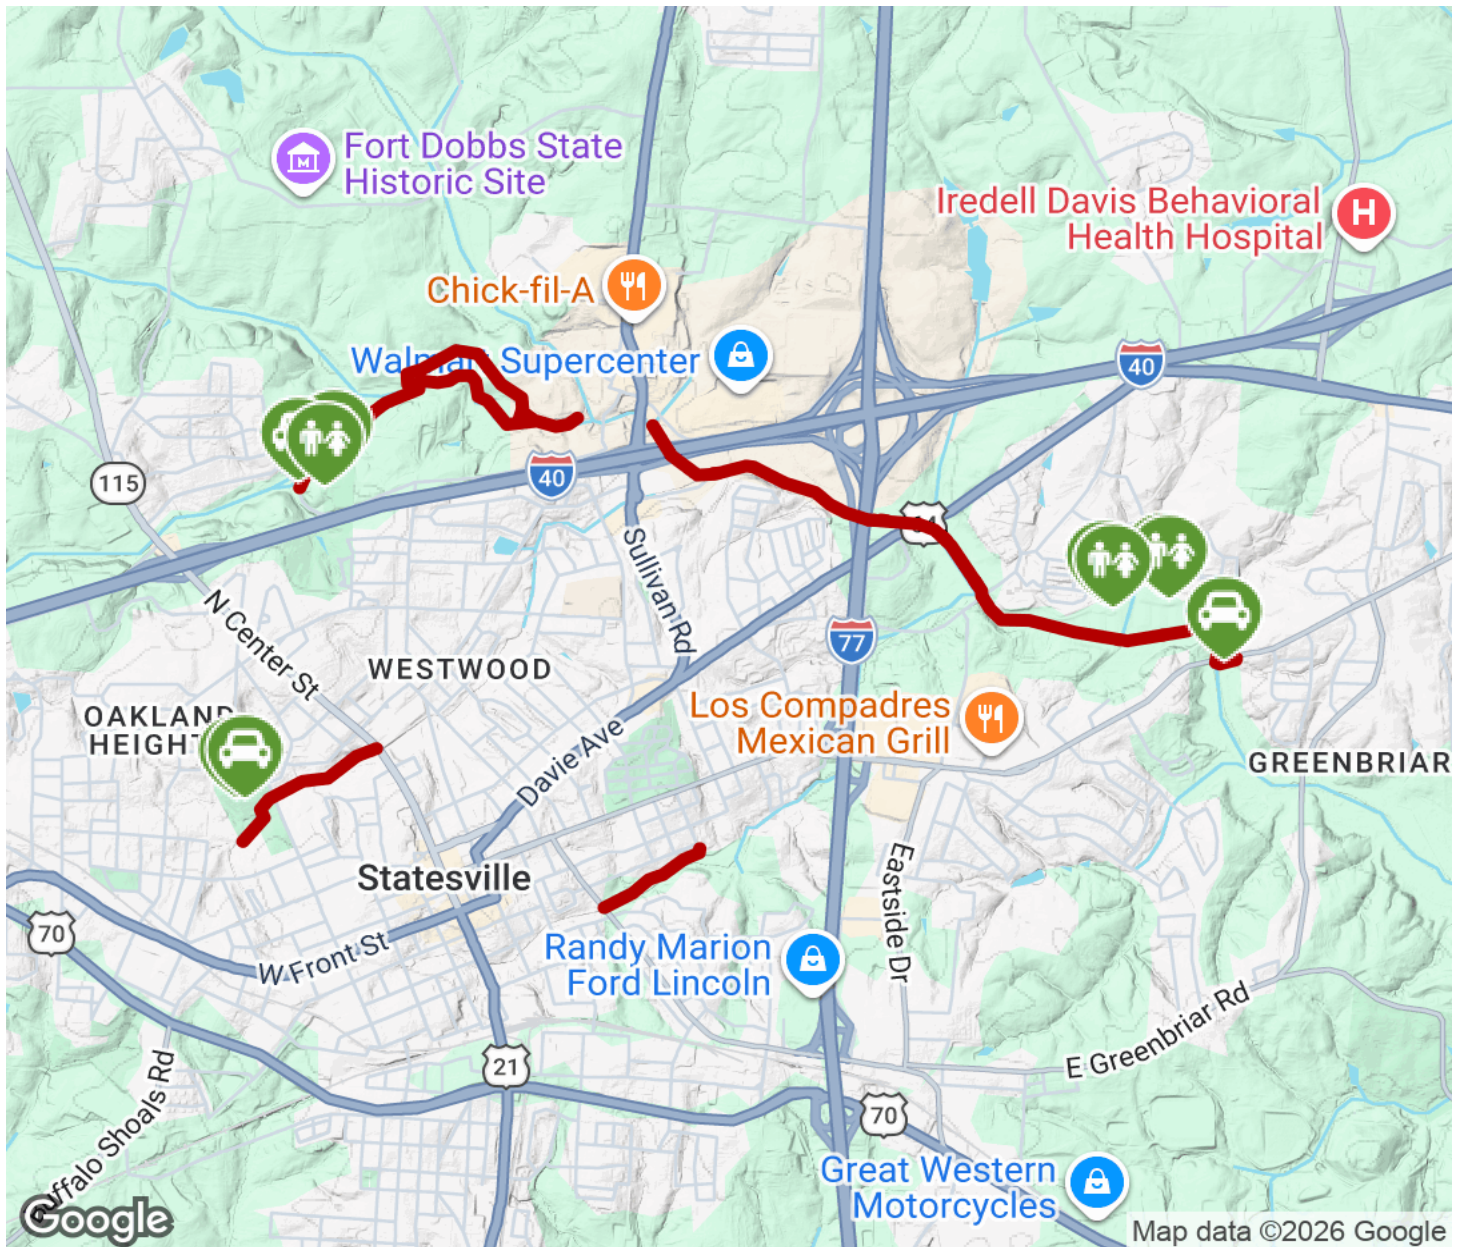 Fort Dobbs State
Historic Site
Iredell Davis Behavioral
Health Hospital
H
Chick-fil-A
Walmart Supercenter
40
115
40
Sullivan Rd
N Center St
77
WESTWOOD
OAKLAND
HEIGHT
Davie Ave
Los Compadres
Mexican Grill
GREENBRIAR
Statesville
Eastside Dr
70
W Front St
Randy Marion
Ford Lincoln
E Greenbriar Rd
21
70
Buffalo Shoals Rd
Great Western
Motorcycles
Google
Map data ©2026 Google